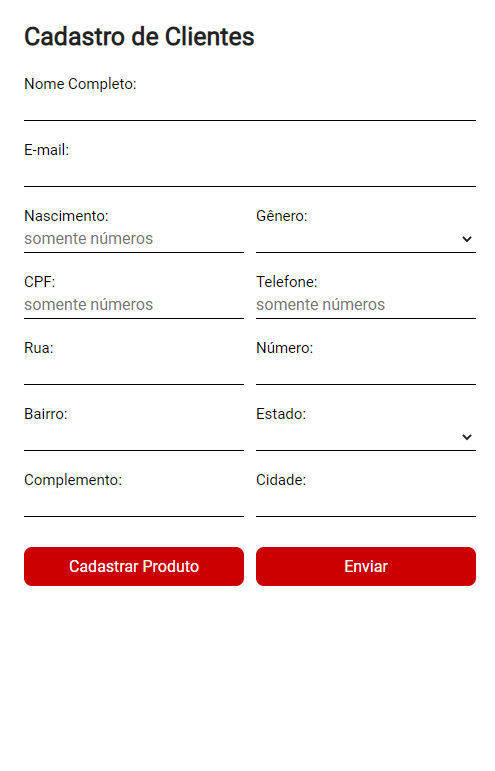 Cadastro de Clientes
Nome Completo:
E-mail:
Nascimento: Gênero:
somente números
CPF: Telefone:
somente números somente números
Rua: Número:
Bairro: Estado:
Complemento: Cidade:
Cadastrar Produto Enviar